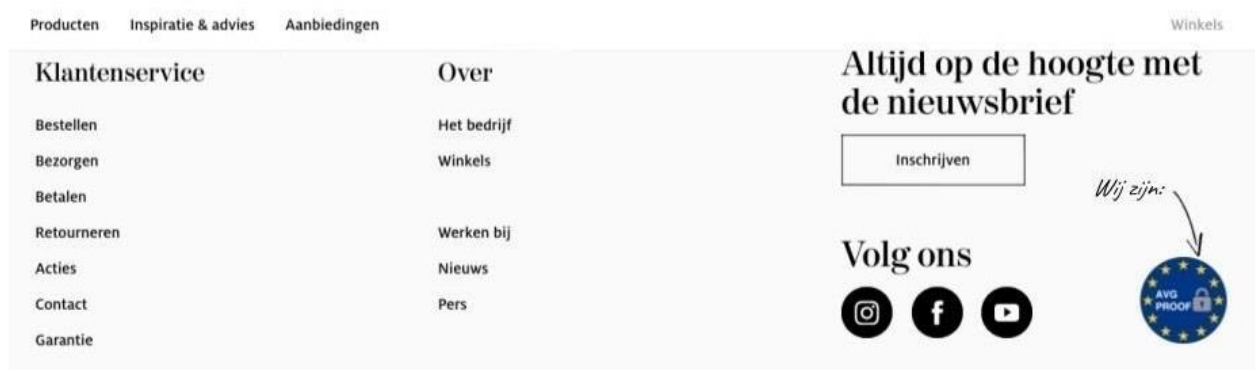 Producten Inspiratie & advies Aanbiedingen Winkels
Klantenservice
Bestellen
Bezorgen
Betalen
Retourneren
Acties
Contact
Garantie
Over
Het bedrijf
Winkels
Werken bij
Nieuws
Pers
Altijd op de hoogte met
de nieuwsbrief
Inschrijven
Volg ons
Wij zijn:
AVG
PROOF